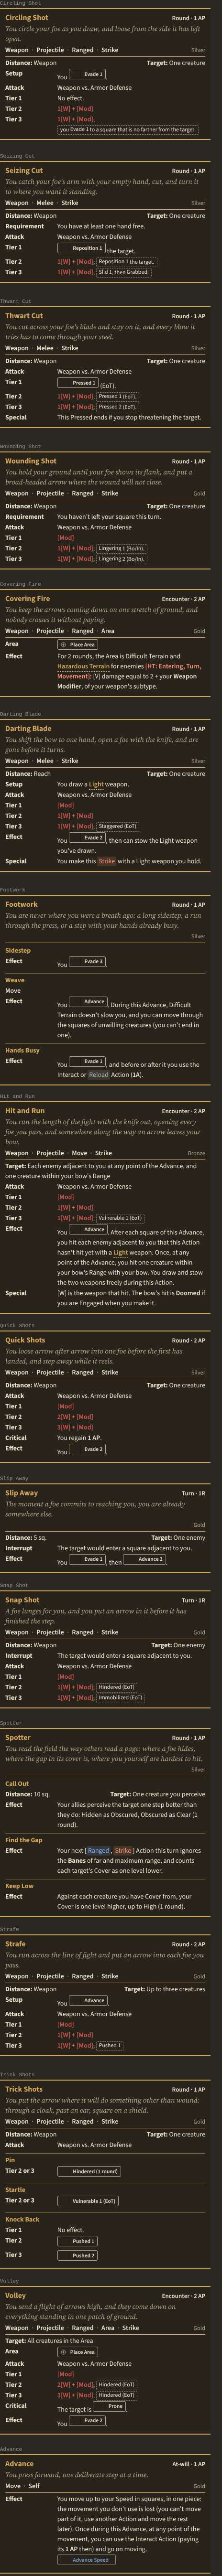 Circling Shot
Circling Shot Round · 1 AP
You circle your foe as you draw, and loose from the side it has left
open.
Weapon · Projectile · Ranged · Strike Silver
Distance: Weapon Target: One creature
Setup You Evade 1 .
Attack Weapon vs. Armor Defense
Tier 1 No effect.
Tier 2 1[W] + [Mod]
Tier 3 1[W] + [Mod];
you Evade 1 to a square that is no farther from the target.
Seizing Cut
Seizing Cut Round · 1 AP
You catch your foe's arm with your empty hand, cut, and turn it
to where you want it standing.
Weapon · Melee · Strike Silver
Distance: Weapon Target: One creature
Requirement You have at least one hand free.
Attack Weapon vs. Armor Defense
Tier 1 Reposition 1 the target.
Tier 2 1[W] + [Mod]; Reposition 1 the target.
Tier 3 1[W] + [Mod]; Slid 1, then Grabbed.
Thwart Cut
Thwart Cut Round · 1 AP
You cut across your foe's blade and stay on it, and every blow it
tries has to come through your steel.
Weapon · Melee · Strike Silver
Distance: Weapon Target: One creature
Attack Weapon vs. Armor Defense
Tier 1 Pressed 1 (EoT).
Tier 2 1[W] + [Mod]; Pressed 1 (EoT).
Tier 3 1[W] + [Mod]; Pressed 2 (EoT).
Special This Pressed ends if you stop threatening the target.
Wounding Shot
Wounding Shot Round · 1 AP
You hold your ground until your foe shows its flank, and put a
broad-headed arrow where the wound will not close.
Weapon · Projectile · Ranged · Strike Gold
Distance: Weapon Target: One creature
Requirement You haven't left your square this turn.
Attack Weapon vs. Armor Defense
Tier 1 [Mod]
Tier 2 1[W] + [Mod]; Lingering 1 (Bo/In).
Tier 3 1[W] + [Mod]; Lingering 2 (Bo/In).
Covering Fire
Covering Fire Encounter · 2 AP
You keep the arrows coming down on one stretch of ground, and
nobody crosses it without paying.
Weapon · Projectile · Ranged · Area Gold
Area Place Area
Effect For 2 rounds, the Area is Difficult Terrain and
Hazardous Terrain for enemies [HT: Entering, Turn,
Movement]: [V] damage equal to 2 + your Weapon
Modifier, of your weapon's subtype.
Darting Blade
Darting Blade Round · 1 AP
You shift the bow to one hand, open a foe with the knife, and are
gone before it turns.
Weapon · Melee · Strike Silver
Distance: Reach Target: One creature
Setup You draw a Light weapon.
Attack Weapon vs. Armor Defense
Tier 1 [Mod]
Tier 2 1[W] + [Mod]
Tier 3 1[W] + [Mod]; Staggered (EoT)
Effect You Evade 2 , then can stow the Light weapon
you've drawn.
Special You make this Strike with a Light Weapon you hold.
Footwork
Footwork Round · 1 AP
You are never where you were a breath ago: a long sidestep, a run
through the press, or a step with your hands already busy.
Silver
Sidestep
Effect You Evade 3 .
Weave
Move
Effect You Advance . During this Advance, Difficult
Terrain doesn't slow you, and you can move through
the squares of unwilling creatures (you can't end in
one).
Hands Busy
Effect You Evade 1 , and before or after it you use the
Interact or Reload Action (1A).
Hit and Run
Hit and Run Encounter · 2 AP
You run the length of the fight with the knife out, opening every
foe you pass, and somewhere along the way an arrow leaves your
bow.
Weapon · Projectile · Move · Strike Bronze
Target: Each enemy adjacent to you at any point of the Advance, and
one creature within your bow's Range
Attack Weapon vs. Armor Defense
Tier 1 [Mod]
Tier 2 1[W] + [Mod]
Tier 3 1[W] + [Mod]; Vulnerable 1 (EoT)
Effect You Advance . After each square of this Advance,
you hit each enemy adjacent to you that this Action
hasn't hit yet with a Light weapon. Once, at any
point of the Advance, you hit one creature within
your bow's Range with your bow. You draw and stow
the two weapons freely during this Action.
Special [W] is the weapon that hit. The bow's hit is Doomed if
you are Engaged when you make it.
Quick Shots
Quick Shots Round · 2 AP
You loose arrow after arrow into one foe before the first has
landed, and step away while it reels.
Weapon · Projectile · Ranged · Strike Silver
Distance: Weapon Target: One creature
Attack Weapon vs. Armor Defense
Tier 1 [Mod]
Tier 2 2[W] + [Mod]
Tier 3 3[W] + [Mod]
Critical You regain 1 AP.
Effect You Evade 2 .
Slip Away
Slip Away Turn · 1R
The moment a foe commits to reaching you, you are already
somewhere else.
Gold
Distance: 5 sq. Target: One enemy
Interrupt The target would enter a square adjacent to you.
Effect You Evade 1 , then Advance 2 .
Snap Shot
Snap Shot Turn · 1R
A foe lunges for you, and you put an arrow in it before it has
finished the step.
Weapon · Projectile · Ranged · Strike Gold
Distance: Weapon Target: One enemy
Interrupt The target would enter a square adjacent to you.
Attack Weapon vs. Armor Defense
Tier 1 [Mod]
Tier 2 1[W] + [Mod]; Hindered (EoT)
Tier 3 1[W] + [Mod]; Immobilized (EoT)
Spotter
Spotter Round · 1 AP
You read the field the way others read a page: where a foe hides,
where the gap in its cover is, where you yourself are hardest to hit.
Silver
Call Out
Distance: 10 sq. Target: One creature you perceive
Effect Your allies perceive the target one step better than
they do: Hidden as Obscured, Obscured as Clear (1
round).
Find the Gap
Effect Your next [ Ranged , Strike ] Action this turn ignores
the Banes of far and maximum range, and counts
each target's Cover as one level lower.
Keep Low
Effect Against each creature you have Cover from, your
Cover is one level higher, up to High (1 round).
Strafe
Strafe Round · 2 AP
You run across the line of fight and put an arrow into each foe you
pass.
Weapon · Projectile · Ranged · Strike Silver
Distance: Weapon Target: Up to three creatures
Setup You Advance .
Attack Weapon vs. Armor Defense
Tier 1 [Mod]
Tier 2 1[W] + [Mod]
Tier 3 1[W] + [Mod]; Pushed 1
Trick Shots
Trick Shots Round · 1 AP
You put the arrow where it will do something other than wound:
through a cloak, past an ear, square on a shield.
Weapon · Projectile · Ranged · Strike Gold
Distance: Weapon Target: One creature
Attack Weapon vs. Armor Defense
Pin
Tier 2 or 3 Hindered (1 round)
Startle
Tier 2 or 3 Vulnerable 1 (EoT)
Knock Back
Tier 1 No effect.
Tier 2 Pushed 1
Tier 3 Pushed 2
Volley
Volley Encounter · 2 AP
You send a flight of arrows high, and they come down on
everything standing in one patch of ground.
Weapon · Projectile · Ranged · Area · Strike Gold
Target: All creatures in the Area
Area Place Area
Attack Weapon vs. Armor Defense
Tier 1 [Mod]
Tier 2 2[W] + [Mod]; Hindered (EoT)
Tier 3 3[W] + [Mod]; Hindered (EoT)
Critical The target is Prone .
Effect You Evade 2 .
Advance
Advance At-will · 1 AP
You press forward, one deliberate step at a time.
Move · Self
Effect You move up to your Speed in squares, in one piece:
the movement you don't use is lost (you can't move
part of it, use another Action and move the rest
later). Once during this Advance, at any point of the
movement, you can use the Interact Action (paying
its 1 AP then) and go on moving.
Advance Speed